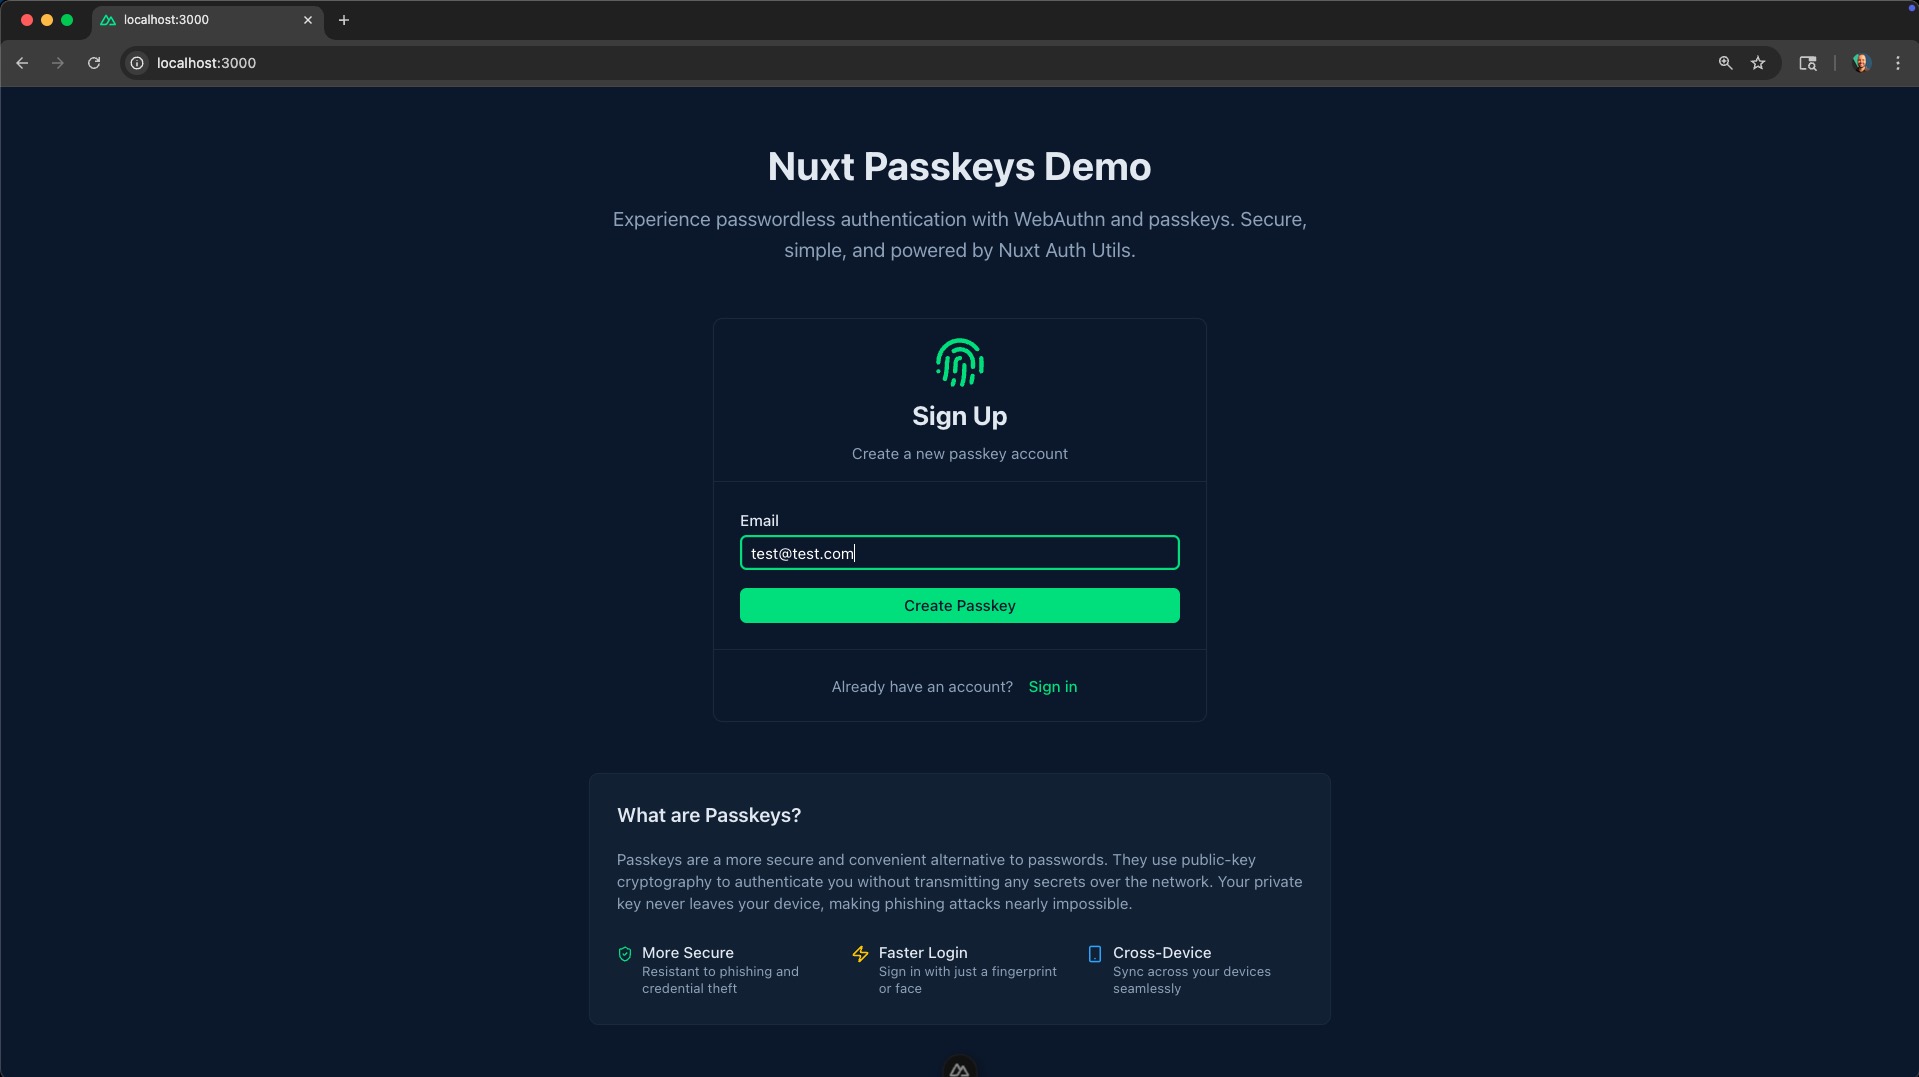 localhost:3000
localhost:3000
Nuxt Passkeys Demo
Experience passwordless authentication with WebAuthn and passkeys. Secure,
simple, and powered by Nuxt Auth Utils.
Sign Up
Create a new passkey account
Email
test@test.com
Create Passkey
Already have an account? Sign in
What are Passkeys?
Passkeys are a more secure and convenient alternative to passwords. They use public-key
cryptography to authenticate you without transmitting any secrets over the network. Your private
key never leaves your device, making phishing attacks nearly impossible.
More Secure
Resistant to phishing and
credential theft
Faster Login
Sign in with just a fingerprint
or face
Cross-Device
Sync across your devices
seamlessly